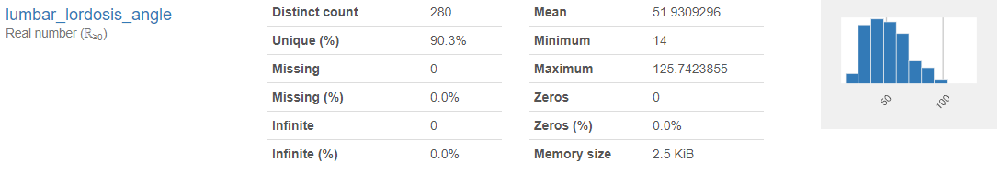 lumbar_lordosis_angle
Real number (ℝ≥0)
Distinct count 280
Unique (%) 90.3%
Missing 0
Missing (%) 0.0%
Infinite 0
Infinite (%) 0.0%
Mean 51.9309296
Minimum 14
Maximum 125.7423855
Zeros 0
Zeros (%) 0.0%
Memory size 2.5 KiB
50 100